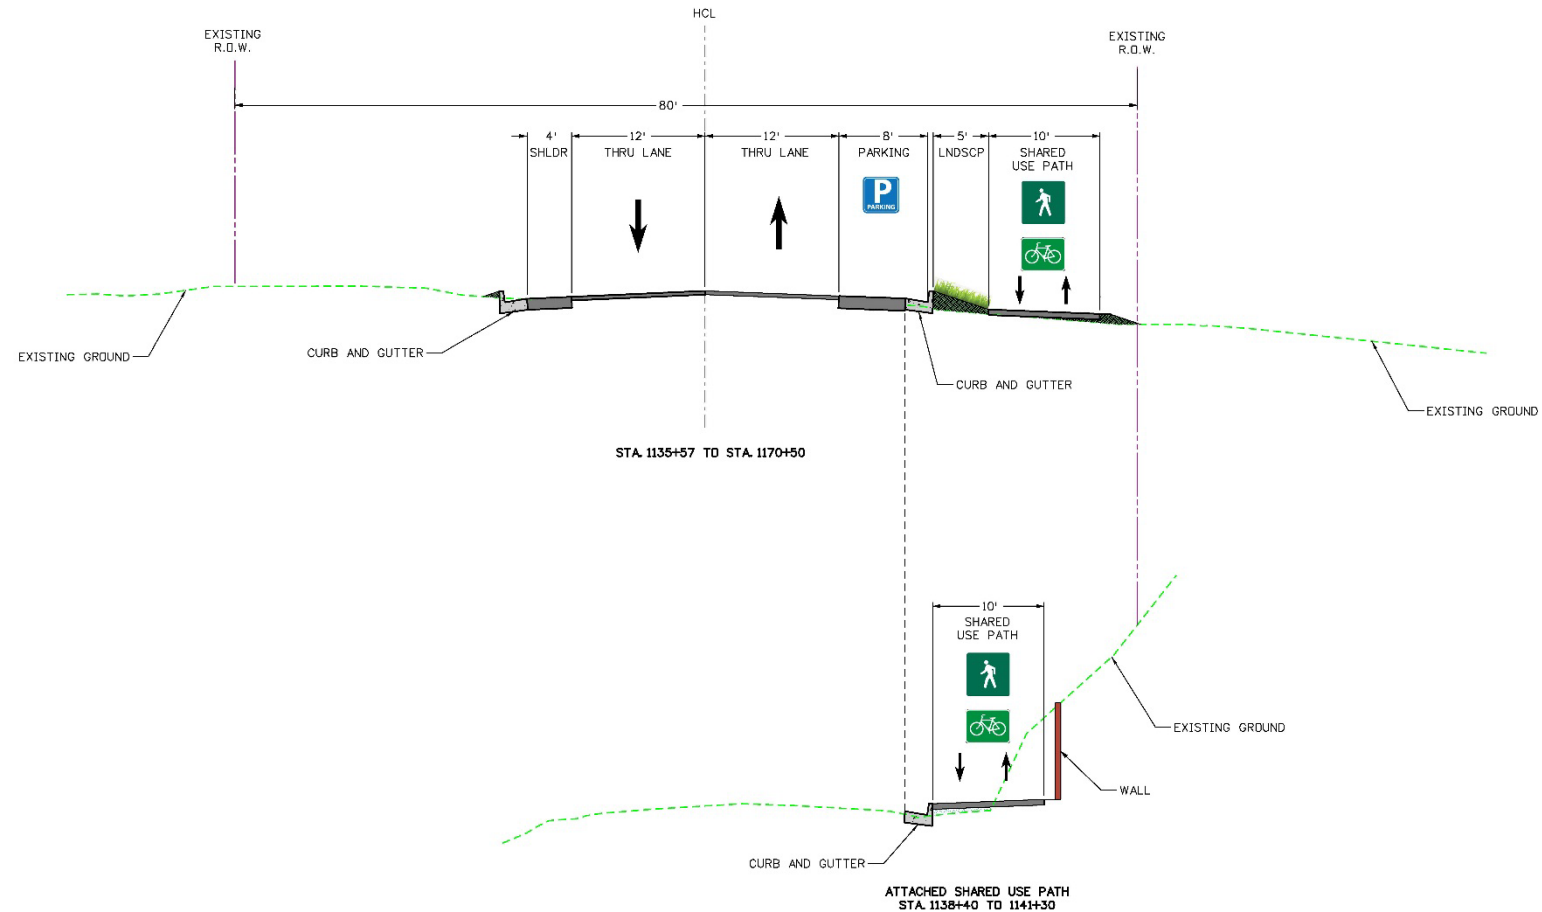 HCL
EXISTING
R.O.W.
EXISTING
R.O.W.
80'
4'
12'
12'
8'
5'
10'
SHLDR
THRU LANE
THRU LANE
PARKING
LNDSCP
SHARED
USE PATH
P
PARKING
EXISTING GROUND
CURB AND GUTTER
CURB AND GUTTER
EXISTING GROUND
STA. 1135+57 TO STA. 1170+50
10'
SHARED
USE PATH
EXISTING GROUND
WALL
CURB AND GUTTER
ATTACHED SHARED USE PATH
STA. 1138+40 TO 1141+30